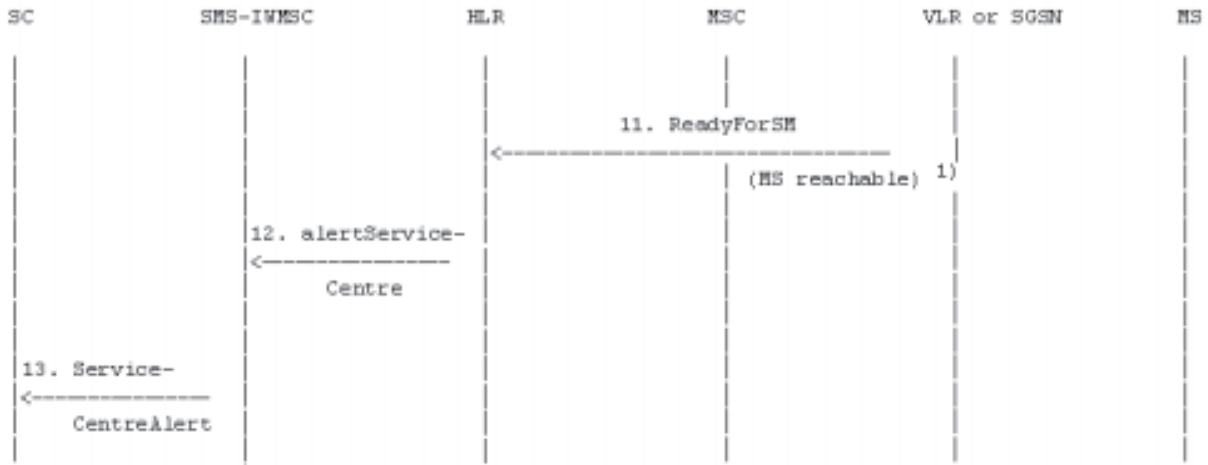 SC SMS-IWMSC HLR MSC VLR or SGSN MS
11. ReadyForSM
(MS reachable) 1)
12. alertService-
Centre
13. Service-
CentreAlert